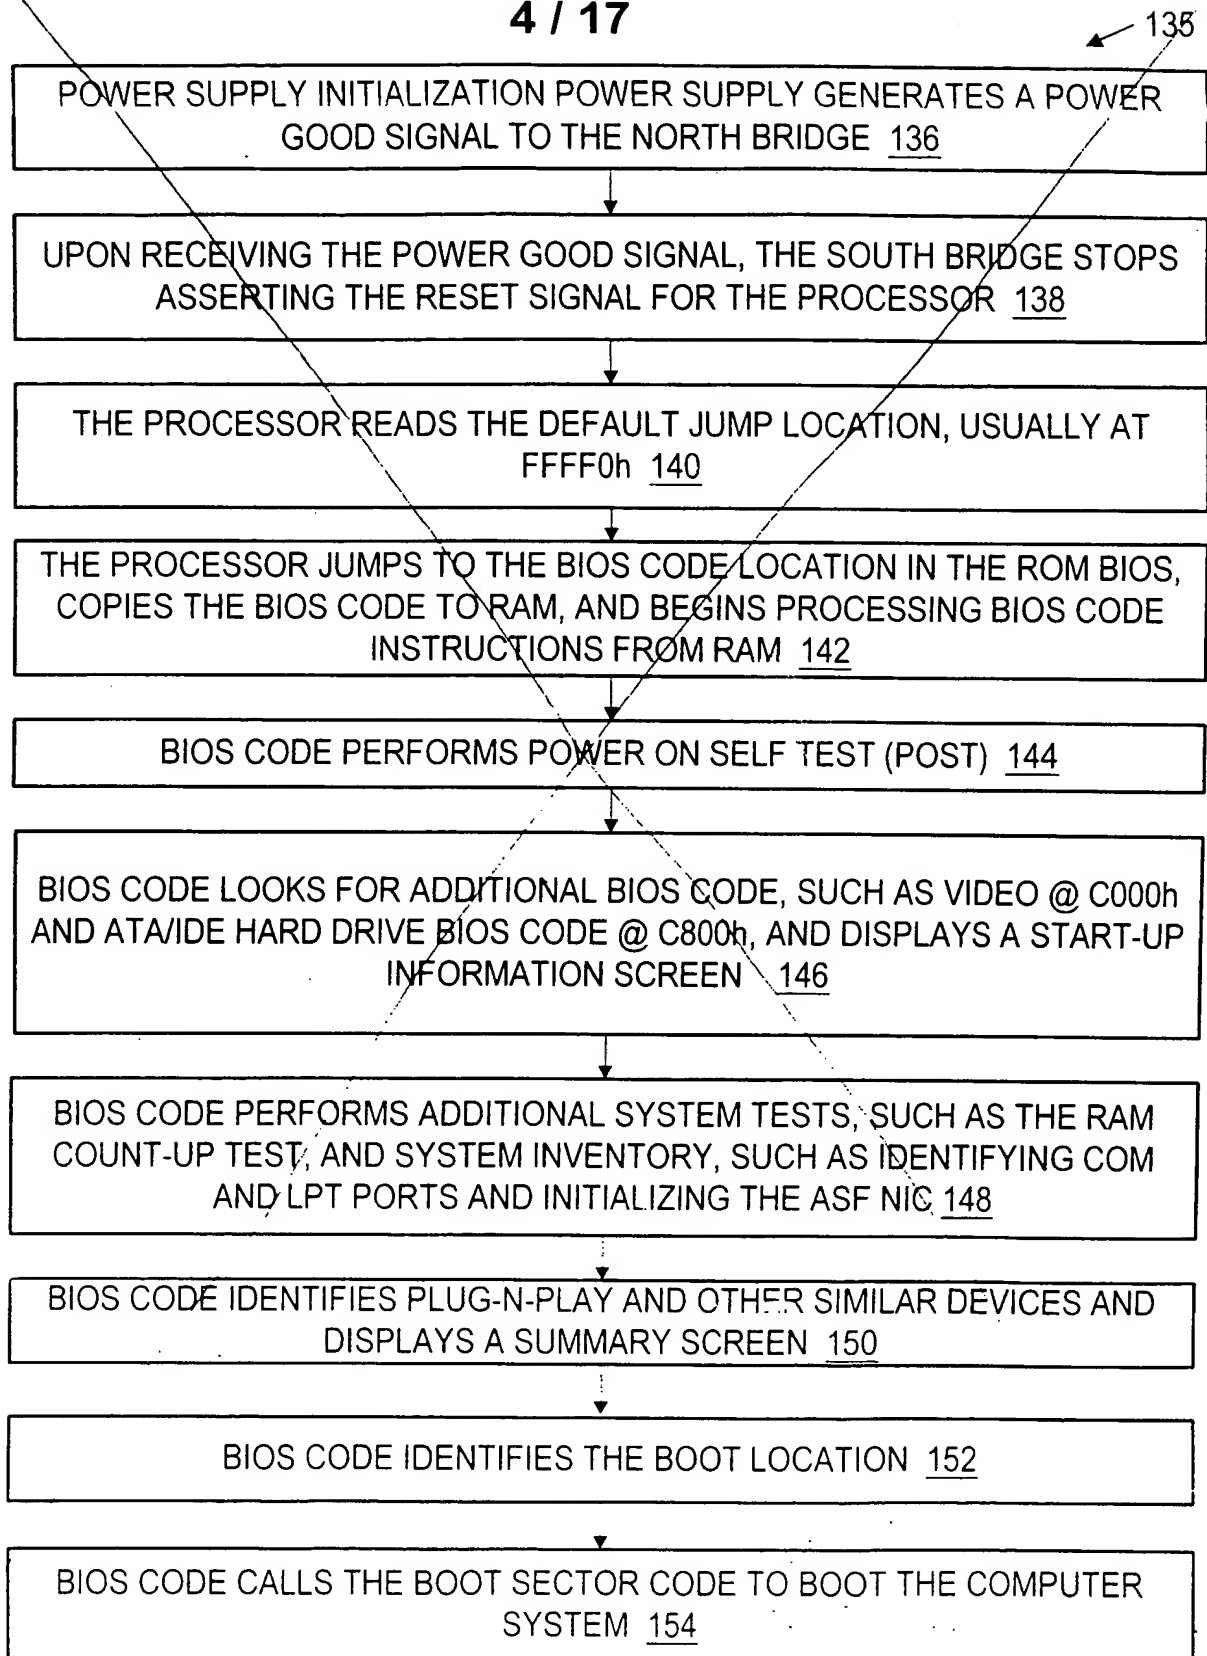 4 / 17
135
POWER SUPPLY INITIALIZATION POWER SUPPLY GENERATES A POWER
GOOD SIGNAL TO THE NORTH BRIDGE 136
UPON RECEIVING THE POWER GOOD SIGNAL, THE SOUTH BRIDGE STOPS
ASSERTING THE RESET SIGNAL FOR THE PROCESSOR 138
THE PROCESSOR READS THE DEFAULT JUMP LOCATION, USUALLY AT
FFFF0h 140
THE PROCESSOR JUMPS TO THE BIOS CODE LOCATION IN THE ROM BIOS,
COPIES THE BIOS CODE TO RAM, AND BEGINS PROCESSING BIOS CODE
INSTRUCTIONS FROM RAM 142
BIOS CODE PERFORMS POWER ON SELF TEST (POST) 144
BIOS CODE LOOKS FOR ADDITIONAL BIOS CODE, SUCH AS VIDEO @ C000h
AND ATA/IDE HARD DRIVE BIOS CODE @ C800h, AND DISPLAYS A START-UP
INFORMATION SCREEN 146
BIOS CODE PERFORMS ADDITIONAL SYSTEM TESTS, SUCH AS THE RAM
COUNT-UP TEST, AND SYSTEM INVENTORY, SUCH AS IDENTIFYING COM
AND LPT PORTS AND INITIALIZING THE ASF NIC 148
BIOS CODE IDENTIFIES PLUG-N-PLAY AND OTHER SIMILAR DEVICES AND
DISPLAYS A SUMMARY SCREEN 150
BIOS CODE IDENTIFIES THE BOOT LOCATION 152
BIOS CODE CALLS THE BOOT SECTOR CODE TO BOOT THE COMPUTER
SYSTEM 154